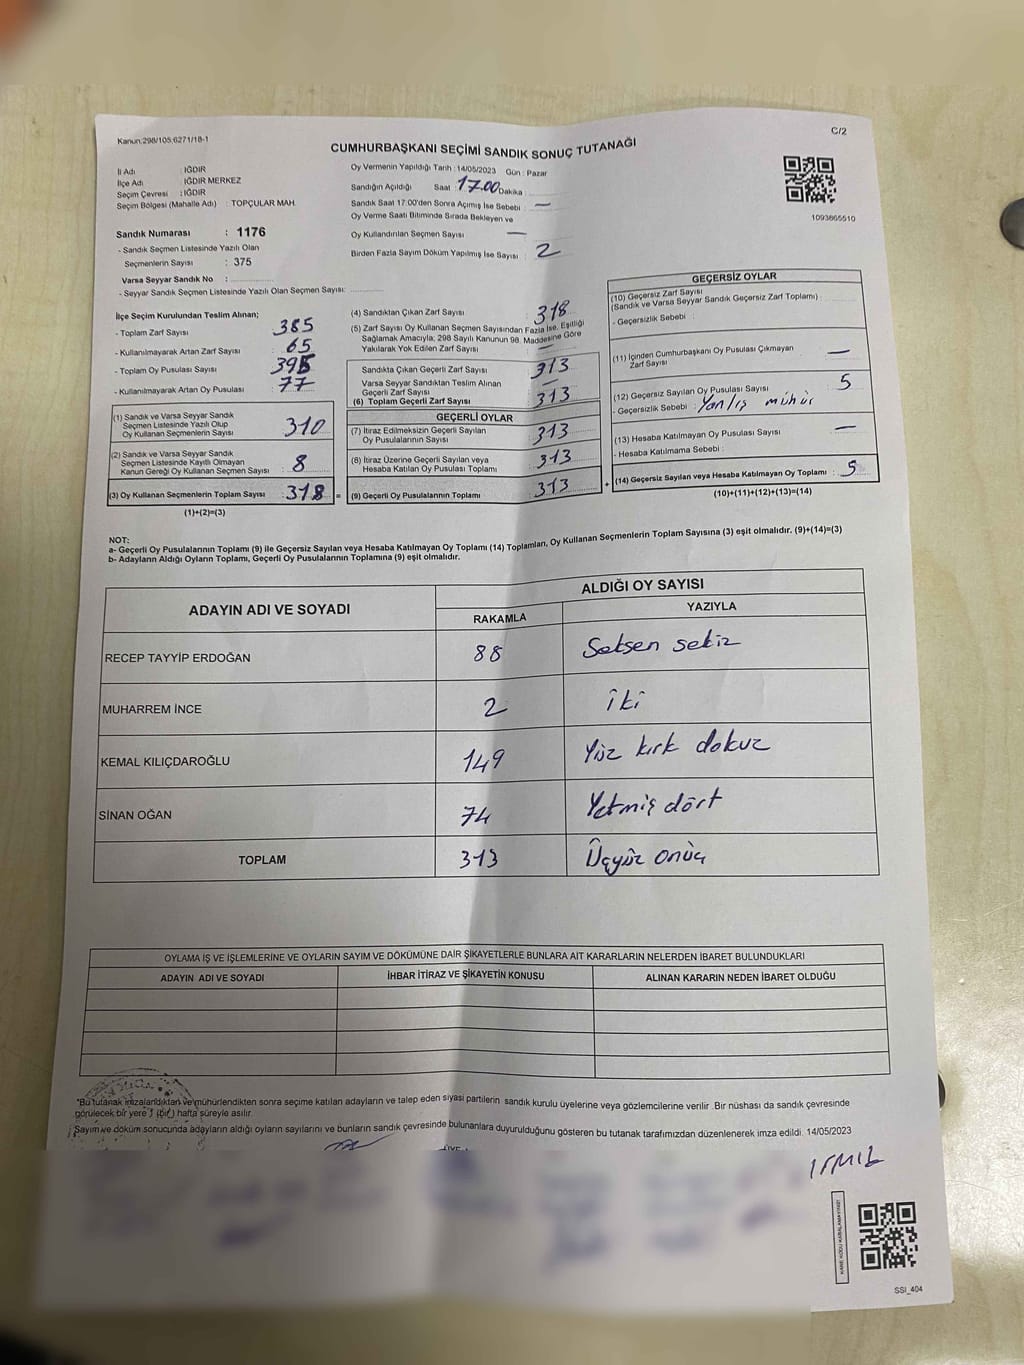 Kanun:298/105;6271/18-1
C/2
CUMHURBAŞKANI SEÇİMİ SANDIK SONUÇ TUTANAĞI
İl Adı : IĞDIR
İlçe Adı : IĞDIR MERKEZ
Seçim Çevresi : IĞDIR
Seçim Bölgesi (Mahalle Adı) : TOPÇULAR MAH.
Sandık Numarası : 1176
- Sandık Seçmen Listesinde Yazılı Olan
Seçmenlerin Sayısı : 375
Varsa Seyyar Sandık No :
- Seyyar Sandık Seçmen Listesinde Yazılı Olan Seçmen Sayısı:
Oy Vermenin Yapıldığı Tarih : 14/05/2023 Gün : Pazar
Sandığın Açıldığı Saat 17.00 Dakika
Sandık Saat 17:00'den Sonra Açmış İse Sebebi : —
Oy Verme Saati Bitiminde Sırada Bekleyen ve
Oy Kullandırılan Seçmen Sayısı —
Birden Fazla Sayım Döküm Yapılmış İse Sayısı : 2
1093865510
İlçe Seçim Kurulundan Teslim Alınan;
- Toplam Zarf Sayısı 385
- Kullanılmayarak Artan Zarf Sayısı 65
- Toplam Oy Pusulası Sayısı 395
- Kullanılmayarak Artan Oy Pusulası 77
(1) Sandık ve Varsa Seyyar Sandık
Seçmen Listesinde Yazılı Olup
Oy Kullanan Seçmenlerin Sayısı 310
(2) Sandık ve Varsa Seyyar Sandık
Seçmen Listesinde Kayıtlı Olmayan
Kanun Gereği Oy Kullanan Seçmen Sayısı 8
(3) Oy Kullanan Seçmenlerin Toplam Sayısı : 318 =
(1)+(2)=(3)
(4) Sandıktan Çıkan Zarf Sayısı 318
(5) Zarf Sayısı Oy Kullanan Seçmen Sayısından Fazla İse, Eşitliği
Sağlamak Amacıyla; 298 Sayılı Kanunun 98. Maddesine Göre
Yakılarak Yok Edilen Zarf Sayısı : —
Sandıkta Çıkan Geçerli Zarf Sayısı 313
Varsa Seyyar Sandıktan Teslim Alınan
Geçerli Zarf Sayısı —
(6) Toplam Geçerli Zarf Sayısı 313
GEÇERLİ OYLAR
(7) İtiraz Edilmeksizin Geçerli Sayılan
Oy Pusulalarının Sayısı 313
(8) İtiraz Üzerine Geçerli Sayılan veya
Hesaba Katılan Oy Pusulası Toplamı 313
(9) Geçerli Oy Pusulalarının Toplamı 313 +
GEÇERSİZ OYLAR
(10) Geçersiz Zarf Sayısı
(Sandık ve Varsa Seyyar Sandık Geçersiz Zarf Toplamı) :
- Geçersizlik Sebebi :
(11) İçinden Cumhurbaşkanı Oy Pusulası Çıkmayan
Zarf Sayısı —
(12) Geçersiz Sayılan Oy Pusulası Sayısı 5
- Geçersizlik Sebebi : Yanlış mühür
(13) Hesaba Katılmayan Oy Pusulası Sayısı —
- Hesaba Katılmama Sebebi :
(14) Geçersiz Sayılan veya Hesaba Katılmayan Oy Toplamı : 5
(10)+(11)+(12)+(13)=(14)
NOT:
a- Geçerli Oy Pusulalarının Toplamı (9) ile Geçersiz Sayılan veya Hesaba Katılmayan Oy Toplamı (14) Toplamları, Oy Kullanan Seçmenlerin Toplam Sayısına (3) eşit olmalıdır. (9)+(14)=(3)
b- Adayların Aldığı Oyların Toplamı, Geçerli Oy Pusulalarının Toplamına (9) eşit olmalıdır.
ADAYIN ADI VE SOYADI
ALDIĞI OY SAYISI
RAKAMLA YAZIYLA
RECEP TAYYİP ERDOĞAN 88 Seksen sekiz
MUHARREM İNCE 2 iki
KEMAL KILIÇDAROĞLU 149 Yüz kırk dokuz
SİNAN OĞAN 74 Yetmiş dört
TOPLAM 313 Üçyüz onüç
OYLAMA İŞ VE İŞLEMLERİNE VE OYLARIN SAYIM VE DÖKÜMÜNE DAİR ŞİKAYETLERLE BUNLARA AİT KARARLARIN NELERDEN İBARET BULUNDUKLARI
ADAYIN ADI VE SOYADI İHBAR İTİRAZ VE ŞİKAYETİN KONUSU ALINAN KARARIN NEDEN İBARET OLDUĞU
*Bu tutanak imzalandıktan ve mühürlendikten sonra seçime katılan adayların ve talep eden siyasi partilerin sandık kurulu üyelerine veya gözlemcilerine verilir. Bir nüshası da sandık çevresinde
görülecek bir yere 1 (bir) hafta süreyle asılır.
Sayım ve döküm sonucunda adayların aldığı oyların sayılarını ve bunların sandık çevresinde bulunanlara duyurulduğunu gösteren bu tutanak tarafımızdan düzenlenerek imza edildi. 14/05/2023
SSI_404